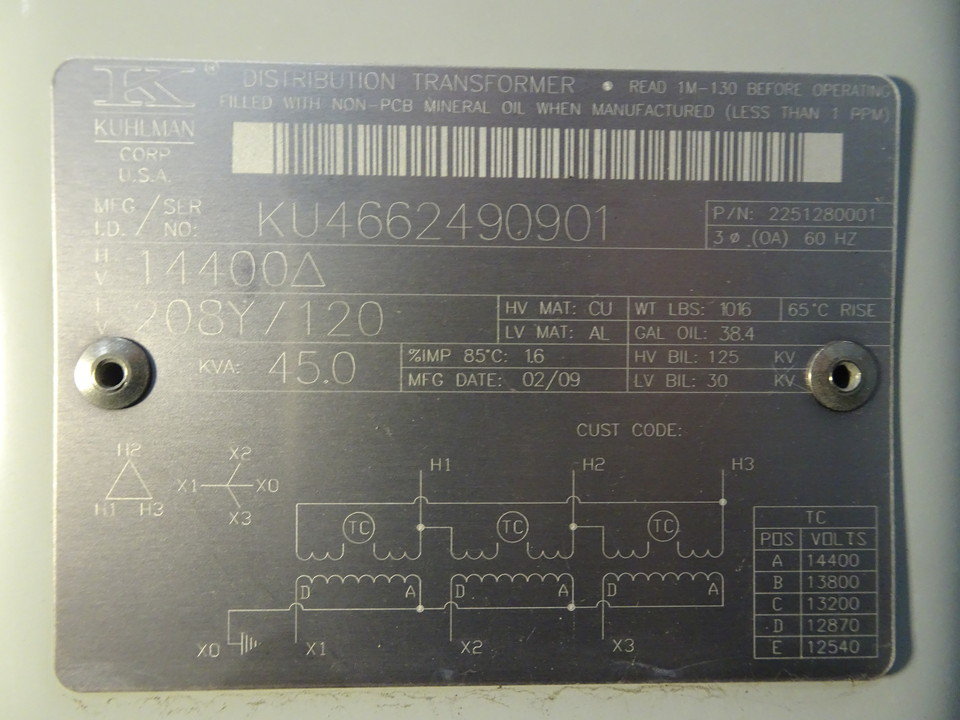 K ® DISTRIBUTION TRANSFORMER • READ 1M-130 BEFORE OPERATING
FILLED WITH NON-PCB MINERAL OIL WHEN MANUFACTURED (LESS THAN 1 PPM)
KUHLMAN
CORP
U.S.A.
MFG / SER
I.D. / NO: KU4662490901
P/N: 2251280001
3 ø (OA) 60 HZ
HV 14400Δ
LV 208Y/120
HV MAT: CU WT LBS: 1016 65°C RISE
LV MAT: AL GAL OIL: 38.4
KVA: 45.0
%IMP 85°C: 1.6 HV BIL: 125 KV
MFG DATE: 02/09 LV BIL: 30 KV
CUST CODE:
H2
H1 H3
X2
X1 X0
X3
H1 H2 H3
TC TC TC
D A D A D A
X0 X1 X2 X3
TC
POS VOLTS
A 14400
B 13800
C 13200
D 12870
E 12540